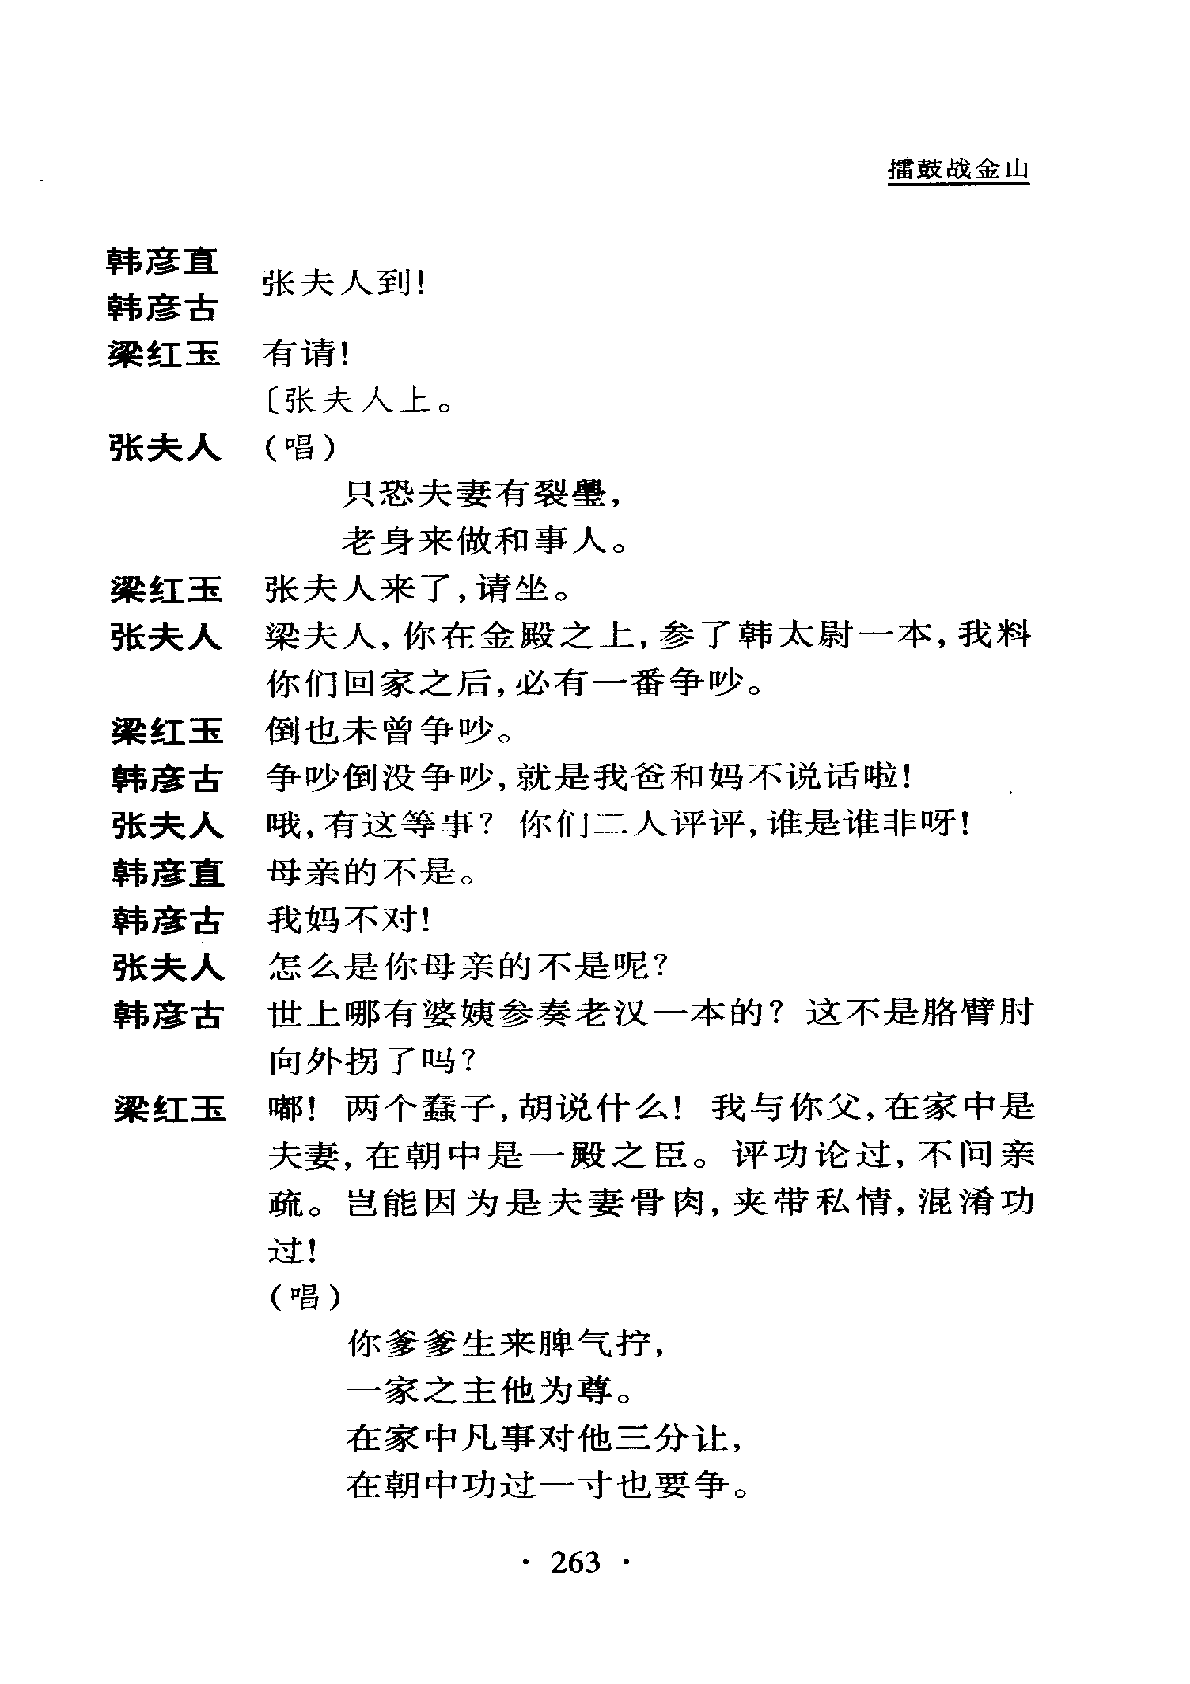 擂鼓战金山
韩彦直
韩彦古
张夫人到!
梁红玉 有请!
〔张夫人上。
张夫人 (唱)
只恐夫妻有裂璺,
老身来做和事人。
梁红玉 张夫人来了,请坐。
张夫人 梁夫人,你在金殿之上,参了韩太尉一本,我料
你们回家之后,必有一番争吵。
梁红玉 倒也未曾争吵。
韩彦古 争吵倒没争吵,就是我爸和妈不说话啦!
张夫人 哦,有这等事? 你们二人评评,谁是谁非呀!
韩彦直 母亲的不是。
韩彦古 我妈不对!
张夫人 怎么是你母亲的不是呢?
韩彦古 世上哪有婆姨参奏老汉一本的? 这不是胳臂肘
向外拐了吗?
梁红玉 嘟! 两个蠢子,胡说什么! 我与你父,在家中是
夫妻,在朝中是一殿之臣。评功论过,不问亲
疏。岂能因为是夫妻骨肉,夹带私情,混淆功
过!
(唱)
你爹爹生来脾气拧,
一家之主他为尊。
在家中凡事对他三分让,
在朝中功过一寸也要争。
· 263 ·